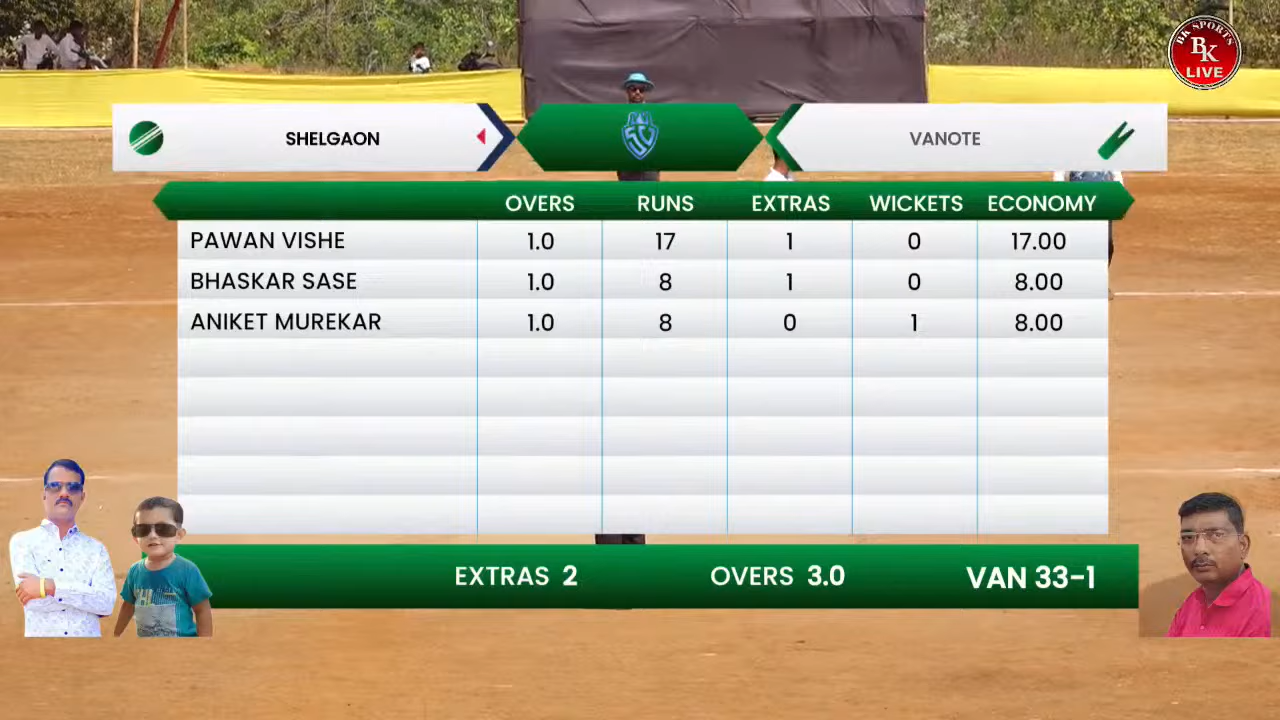 BK SPORTS
BK
LIVE
SHELGAON VANOTE
OVERS RUNS EXTRAS WICKETS ECONOMY
PAWAN VISHE 1.0 17 1 0 17.00
BHASKAR SASE 1.0 8 1 0 8.00
ANIKET MUREKAR 1.0 8 0 1 8.00
EXTRAS 2 OVERS 3.0 VAN 33-1